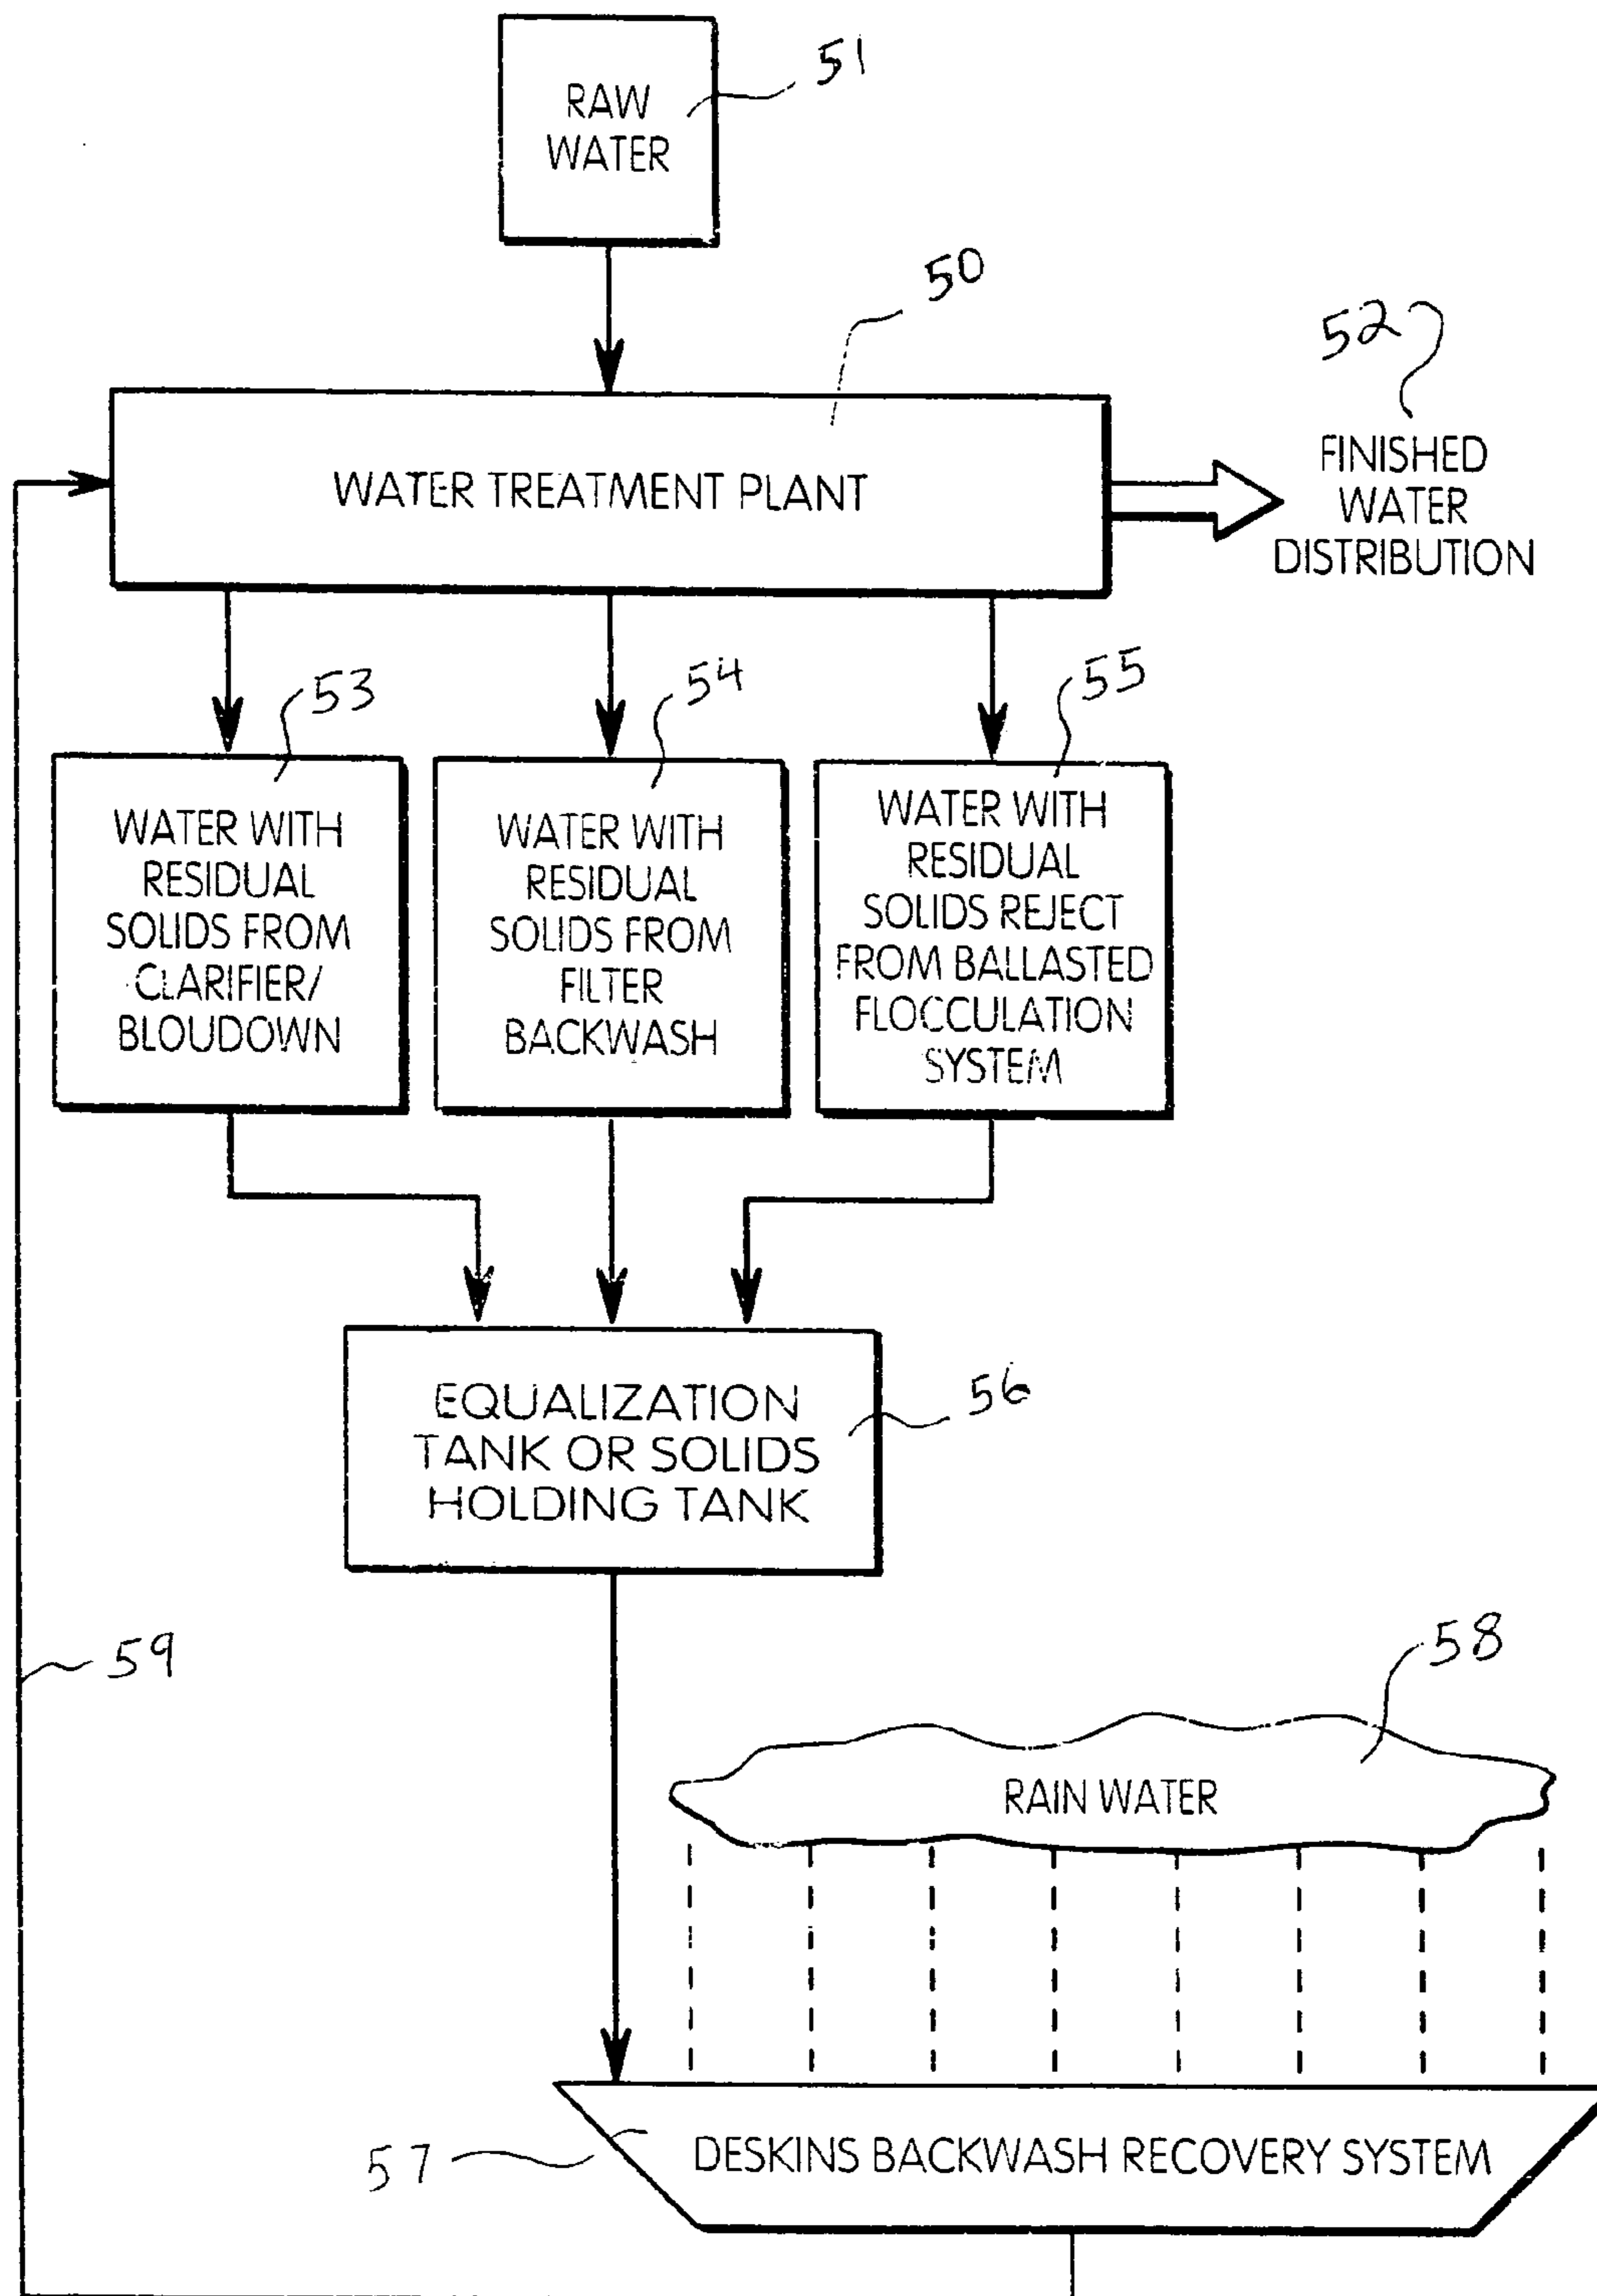 51
RAW
WATER
50
52
FINISHED
WATER
DISTRIBUTION
WATER TREATMENT PLANT
53
54
55
WATER WITH
RESIDUAL
SOLIDS FROM
CLARIFIER/
BLOUDOWN
WATER WITH
RESIDUAL
SOLIDS FROM
FILTER
BACKWASH
WATER WITH
RESIDUAL
SOLIDS REJECT
FROM BALLASTED
FLOCCULATION
SYSTEM
EQUALIZATION
TANK OR SOLIDS
HOLDING TANK
56
59
58
RAIN WATER
57
DESKINS BACKWASH RECOVERY SYSTEM